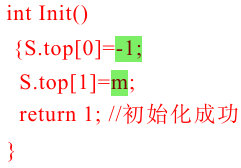 int Init()
{S.top[0]=-1;
S.top[1]=m;
return 1; //初始化成功
}